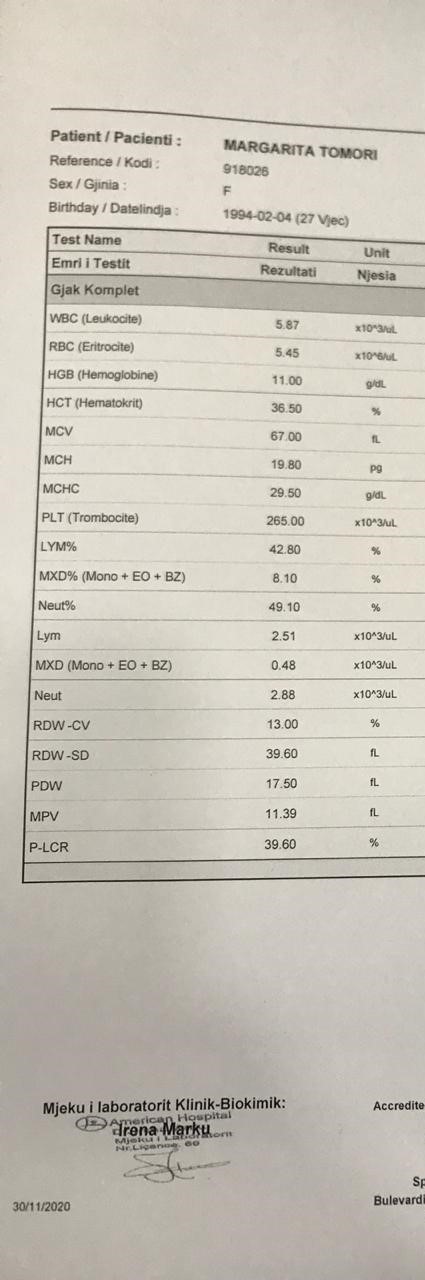 Patient / Pacienti : MARGARITA TOMORI
Reference / Kodi : 918026
Sex / Gjinia : F
Birthday / Datelindja : 1994-02-04 (27 Vjec)
Test Name Result Unit
Emri i Testit Rezultati Njesia
Gjak Komplet
WBC (Leukocite) 5.87 x10^3/uL
RBC (Eritrocite) 5.45 x10^6/uL
HGB (Hemoglobine) 11.00 g/dL
HCT (Hematokrit) 36.50 %
MCV 67.00 fL
MCH 19.80 pg
MCHC 29.50 g/dL
PLT (Trombocite) 265.00 x10^3/uL
LYM% 42.80 %
MXD% (Mono + EO + BZ) 8.10 %
Neut% 49.10 %
Lym 2.51 x10^3/uL
MXD (Mono + EO + BZ) 0.48 x10^3/uL
Neut 2.88 x10^3/uL
RDW-CV 13.00 %
RDW-SD 39.60 fL
PDW 17.50 fL
MPV 11.39 fL
P-LCR 39.60 %
Mjeku i laboratorit Klinik-Biokimik: Accredite
American Hospital
Irena Marku
Mjeku i Laboratorit
Nr.Liçence. 60
Sp
Bulevardi
30/11/2020